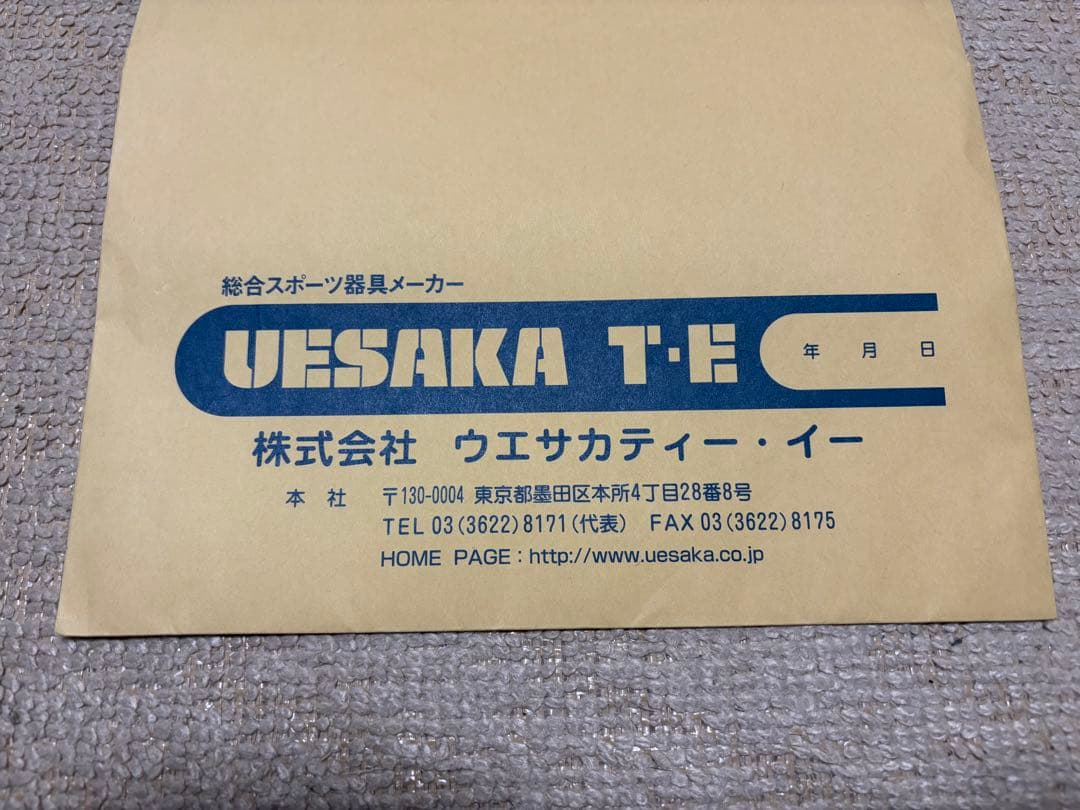 総合スポーツ器具メーカー
UESAKA T・E 年 月 日
株式会社 ウエサカティー・イー
本 社 〒130-0004 東京都墨田区本所4丁目28番8号
TEL 03(3622)8171(代表) FAX 03(3622)8175
HOME PAGE : http://www.uesaka.co.jp